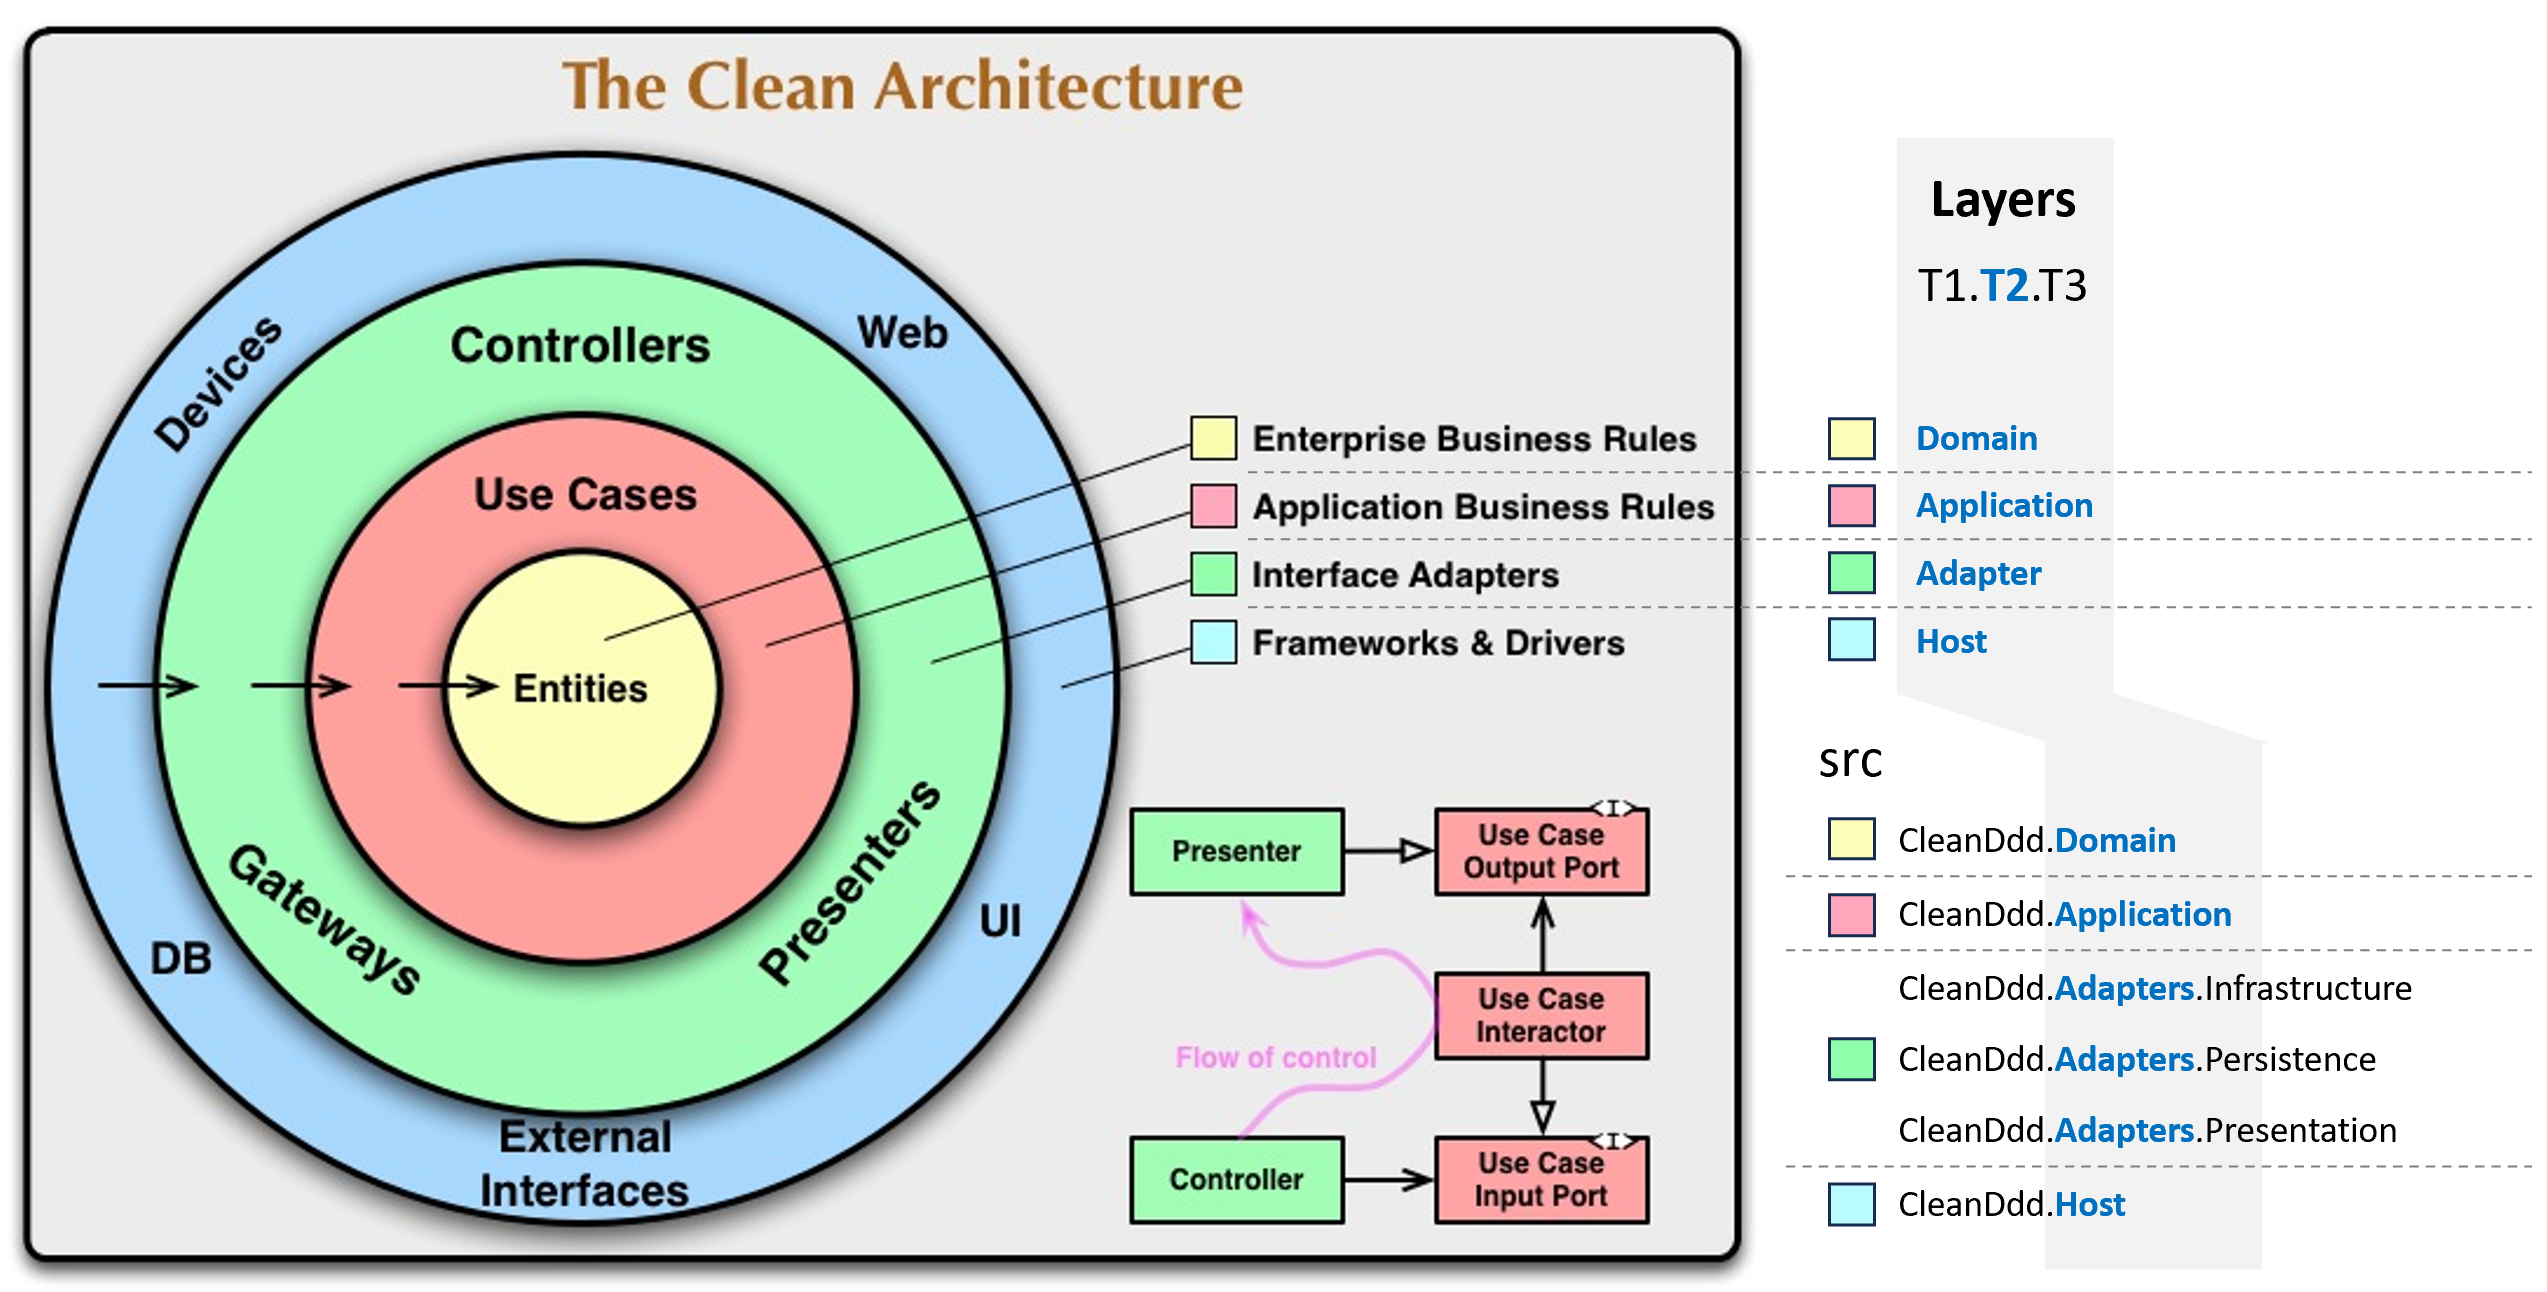 The Clean Architecture
Devices
Web
Controllers
Use Cases
Entities
Gateways
Presenters
DB
UI
External
Interfaces
Enterprise Business Rules
Application Business Rules
Interface Adapters
Frameworks & Drivers
Presenter
<I>
Use Case
Output Port
Use Case
Interactor
Flow of control
Controller
<I>
Use Case
Input Port
Layers
T1.T2.T3
Domain
Application
Adapter
Host
src
CleanDdd.Domain
CleanDdd.Application
CleanDdd.Adapters.Infrastructure
CleanDdd.Adapters.Persistence
CleanDdd.Adapters.Presentation
CleanDdd.Host